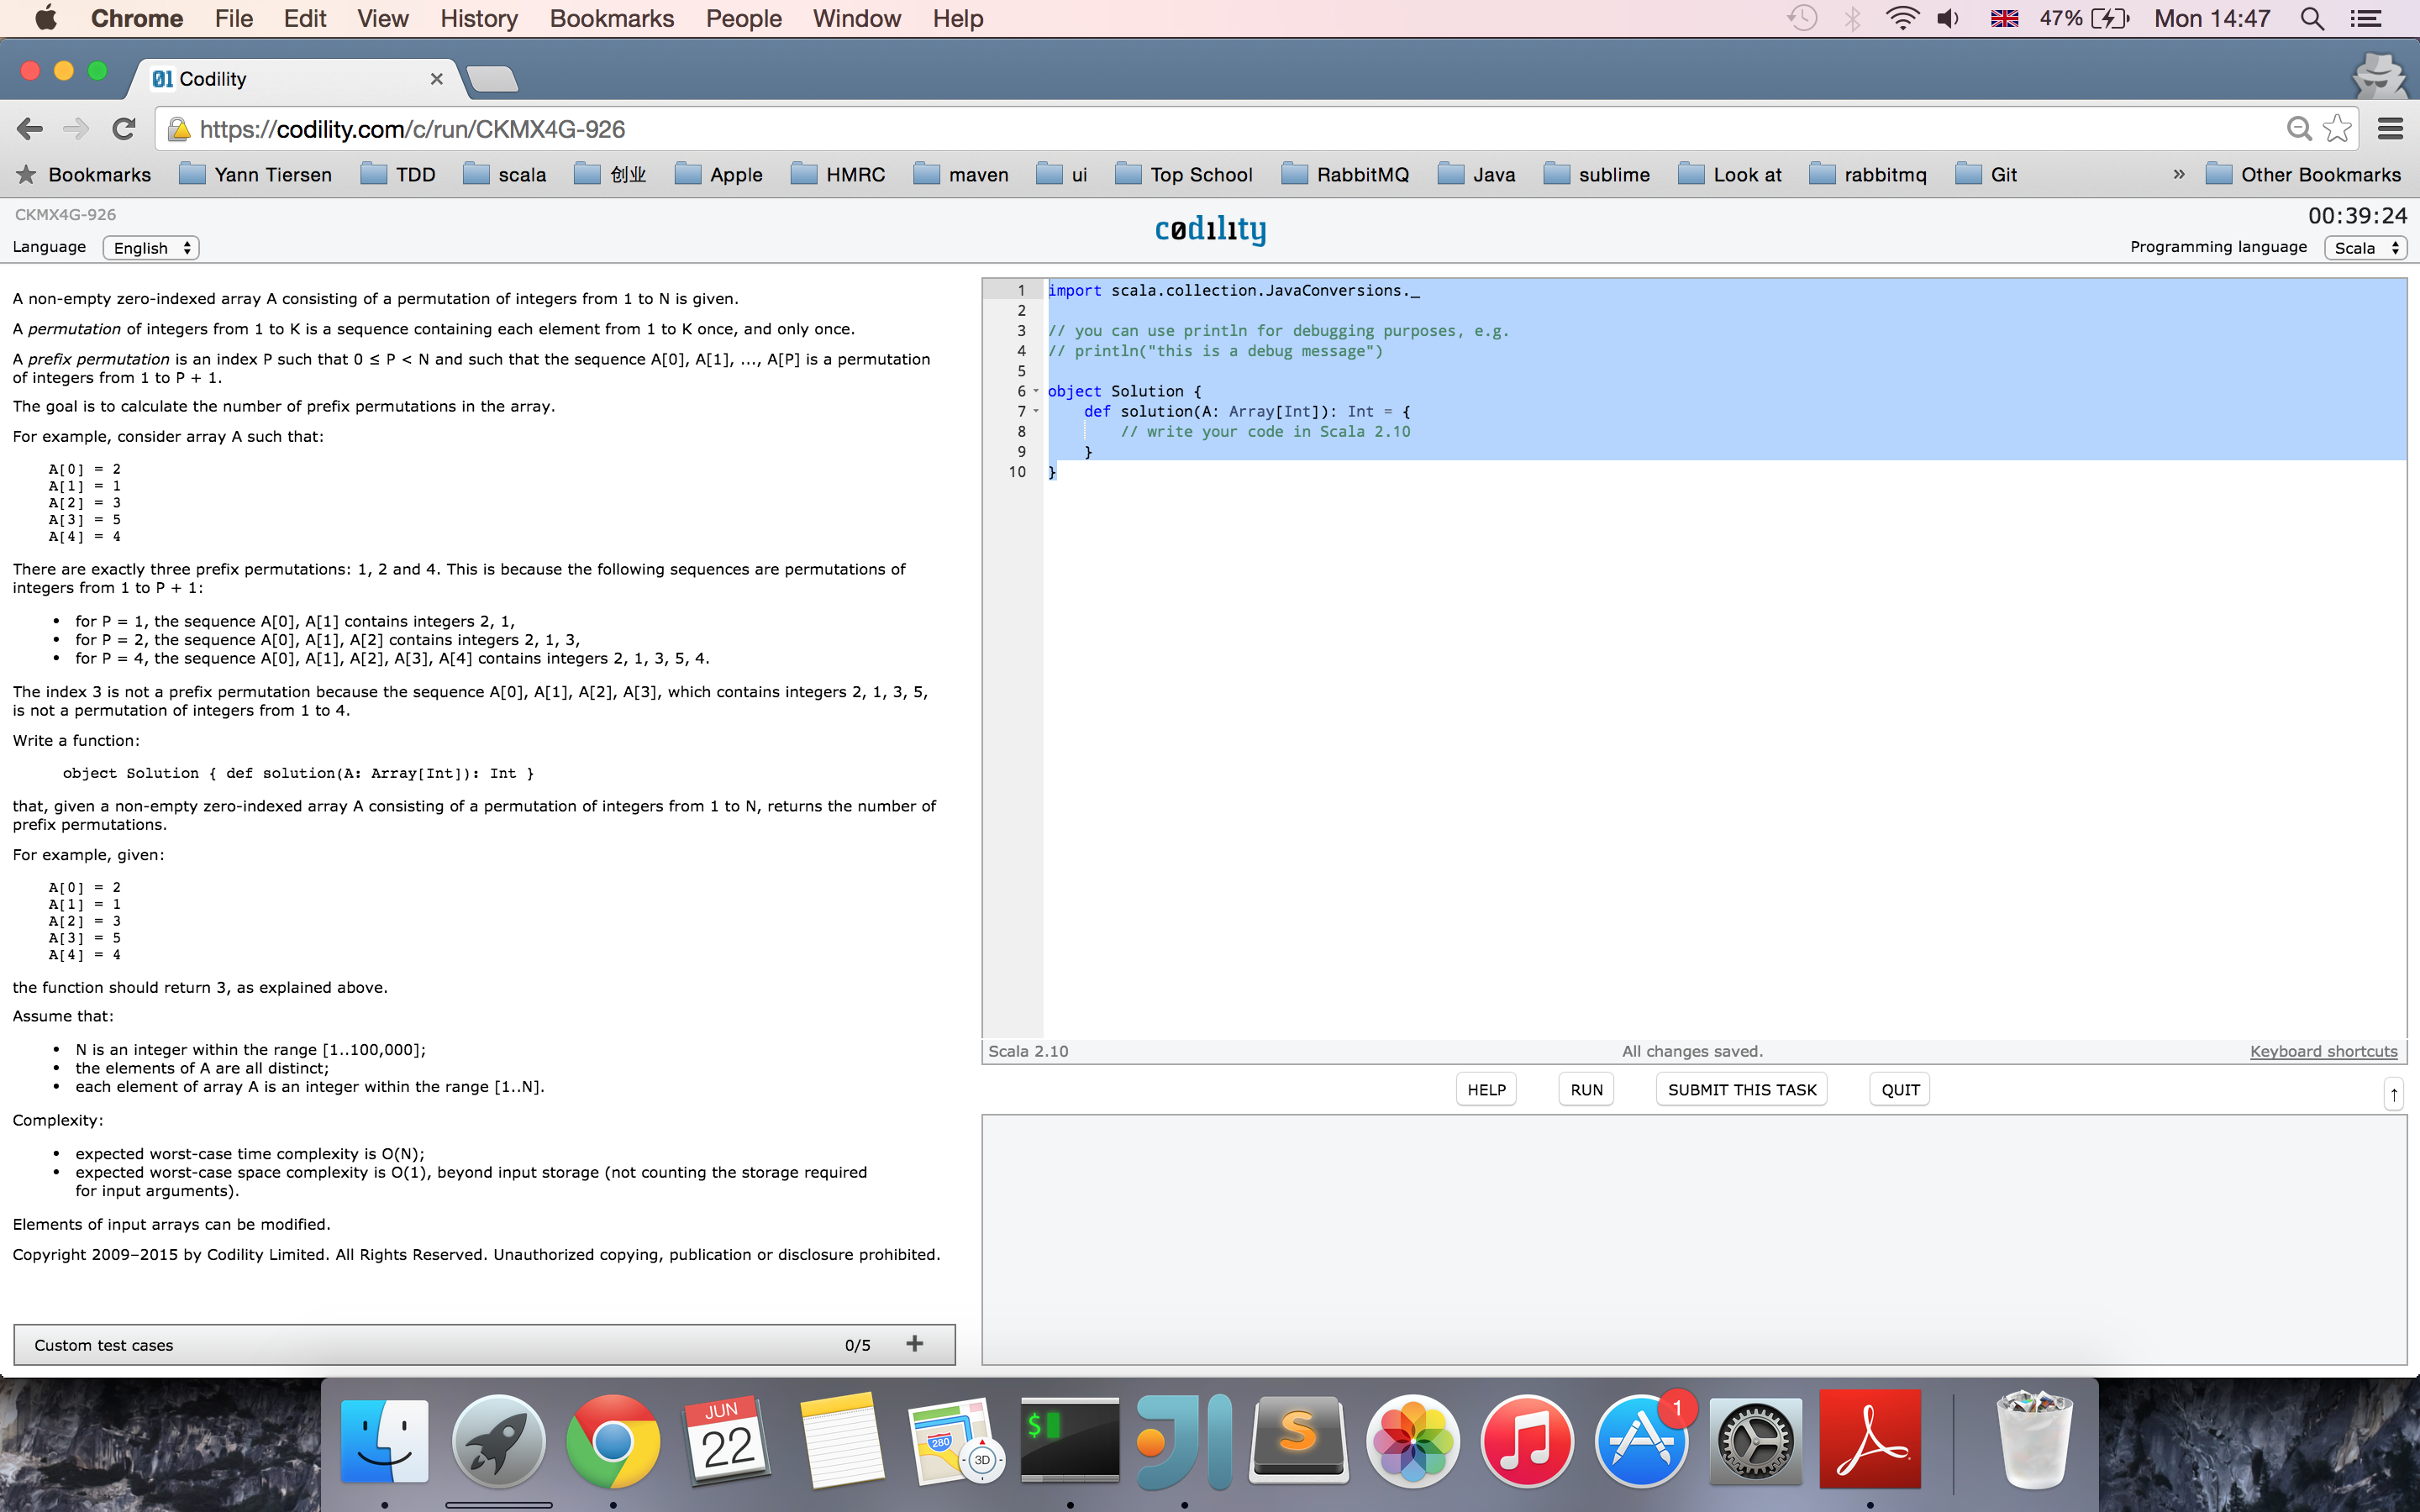 Chrome File Edit View History Bookmarks People Window Help 47% Mon 14:47
Codility
https://codility.com/c/run/CKMX4G-926
Bookmarks Yann Tiersen TDD scala 创业 Apple HMRC maven ui Top School RabbitMQ Java sublime Look at rabbitmq Git » Other Bookmarks
CKMX4G-926
codility
00:39:24
Language English
Programming language Scala
A non-empty zero-indexed array A consisting of a permutation of integers from 1 to N is given.
A permutation of integers from 1 to K is a sequence containing each element from 1 to K once, and only once.
A prefix permutation is an index P such that 0 ≤ P < N and such that the sequence A[0], A[1], ..., A[P] is a permutation
of integers from 1 to P + 1.
The goal is to calculate the number of prefix permutations in the array.
For example, consider array A such that:
A[0] = 2
A[1] = 1
A[2] = 3
A[3] = 5
A[4] = 4
There are exactly three prefix permutations: 1, 2 and 4. This is because the following sequences are permutations of
integers from 1 to P + 1:
• for P = 1, the sequence A[0], A[1] contains integers 2, 1,
• for P = 2, the sequence A[0], A[1], A[2] contains integers 2, 1, 3,
• for P = 4, the sequence A[0], A[1], A[2], A[3], A[4] contains integers 2, 1, 3, 5, 4.
The index 3 is not a prefix permutation because the sequence A[0], A[1], A[2], A[3], which contains integers 2, 1, 3, 5,
is not a permutation of integers from 1 to 4.
Write a function:
object Solution { def solution(A: Array[Int]): Int }
that, given a non-empty zero-indexed array A consisting of a permutation of integers from 1 to N, returns the number of
prefix permutations.
For example, given:
A[0] = 2
A[1] = 1
A[2] = 3
A[3] = 5
A[4] = 4
the function should return 3, as explained above.
Assume that:
• N is an integer within the range [1..100,000];
• the elements of A are all distinct;
• each element of array A is an integer within the range [1..N].
Complexity:
• expected worst-case time complexity is O(N);
• expected worst-case space complexity is O(1), beyond input storage (not counting the storage required
for input arguments).
Elements of input arrays can be modified.
Copyright 2009–2015 by Codility Limited. All Rights Reserved. Unauthorized copying, publication or disclosure prohibited.
Custom test cases 0/5 +
1 import scala.collection.JavaConversions._
2
3 // you can use println for debugging purposes, e.g.
4 // println("this is a debug message")
5
6 object Solution {
7 def solution(A: Array[Int]): Int = {
8 // write your code in Scala 2.10
9 }
10 }
Scala 2.10 All changes saved. Keyboard shortcuts
HELP RUN SUBMIT THIS TASK QUIT ↑
JUN
22
280
3D
$
S
1